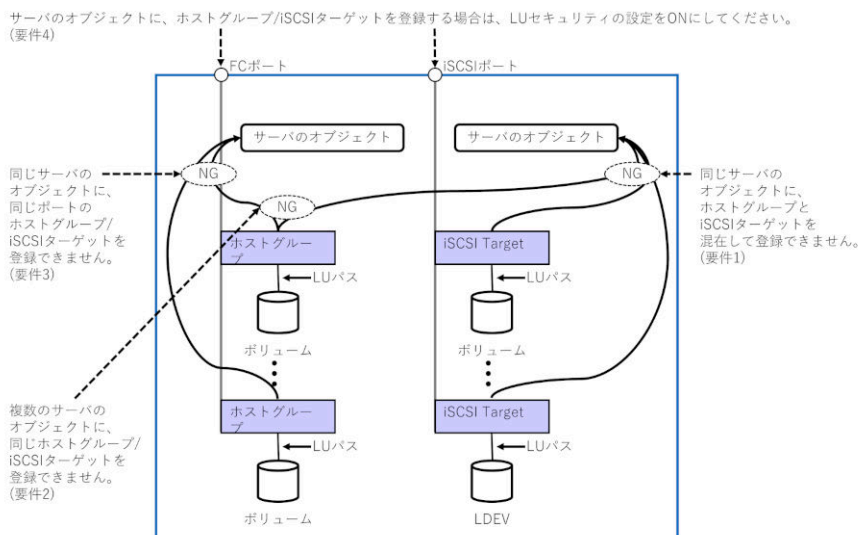 サーバのオブジェクトに、ホストグループ/iSCSIターゲットを登録する場合は、LUセキュリティの設定をONにしてください。
(要件4)
FCポート
iSCSIポート
サーバのオブジェクト
サーバのオブジェクト
同じサーバの
オブジェクトに、
同じポートの
ホストグループ/
iSCSIターゲットを
登録できません。
(要件3)
NG
NG
NG
同じサーバの
オブジェクトに、
ホストグループと
iSCSIターゲットを
混在して登録できません。
(要件1)
ホストグルー
プ
iSCSI Target
LUパス
LUパス
ボリューム
ボリューム
複数のサーバの
オブジェクトに、
同じホストグループ/
iSCSIターゲットを
登録できません。
(要件2)
ホストグルー
プ
iSCSI Target
LUパス
LUパス
ボリューム
LDEV